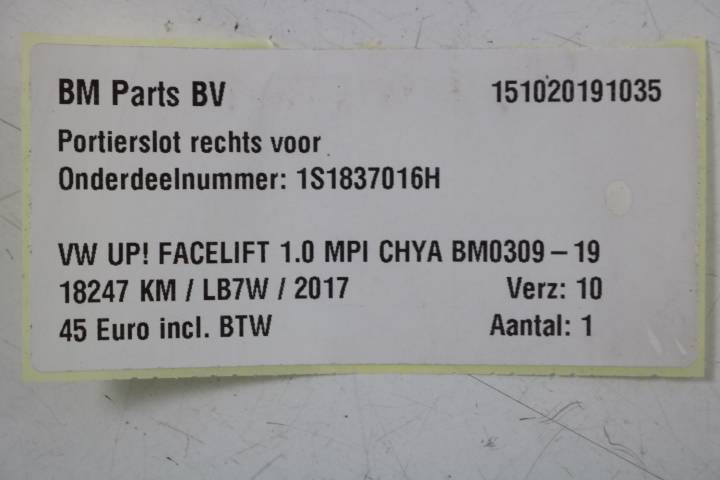 BM Parts BV 151020191035
Portierslot rechts voor
Onderdeelnummer: 1S1837016H
VW UP! FACELIFT 1.0 MPI CHYA BM0309 – 19
18247 KM / LB7W / 2017 Verz: 10
45 Euro incl. BTW Aantal: 1